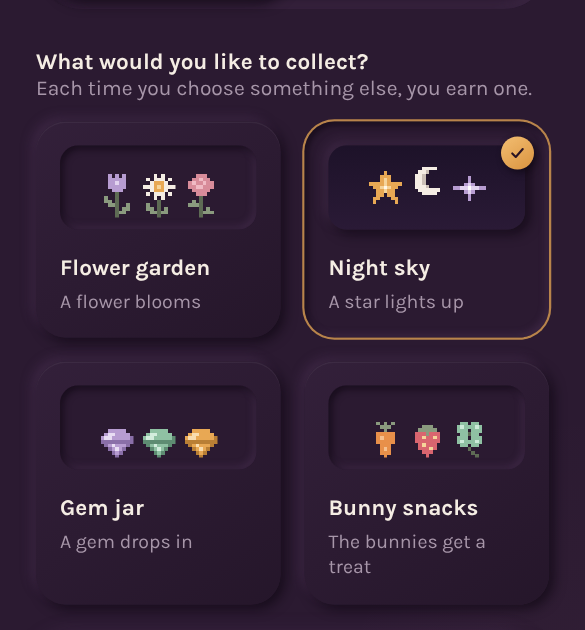 What would you like to collect?
Each time you choose something else, you earn one.
Flower garden
A flower blooms
Night sky
A star lights up
Gem jar
A gem drops in
Bunny snacks
The bunnies get a
treat